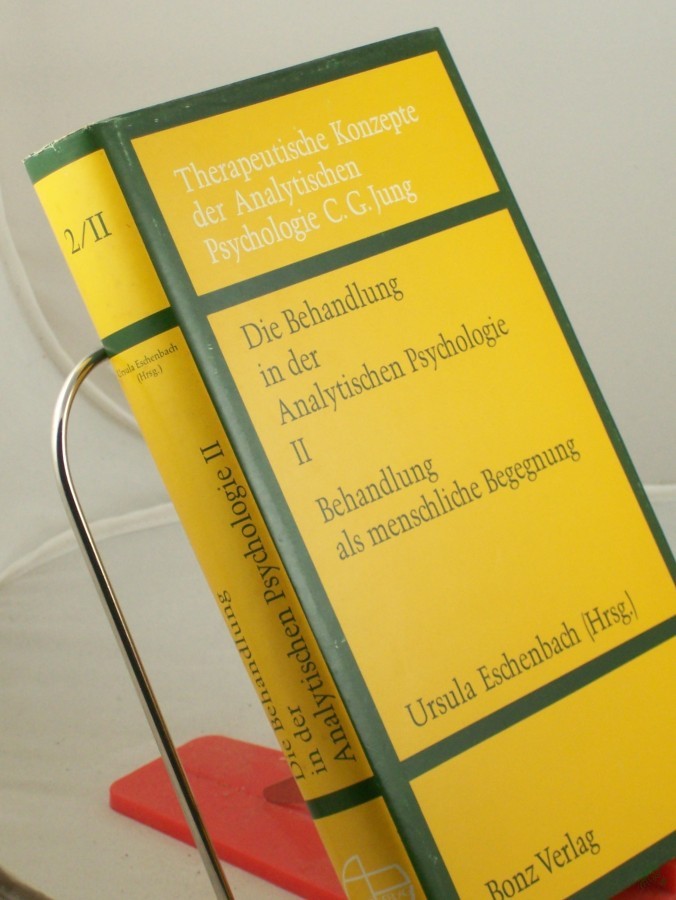 Therapeutische Konzepte
der Analytischen
Psychologie C. G. Jung
Die Behandlung
in der
Analytischen Psychologie
II
Behandlung
als menschliche Begegnung
Ursula Eschenbach (Hrsg.)
Bonz Verlag
2/II
Ursula Eschenbach
(Hrsg.)
Die Behandlung
in der
Analytischen Psychologie II